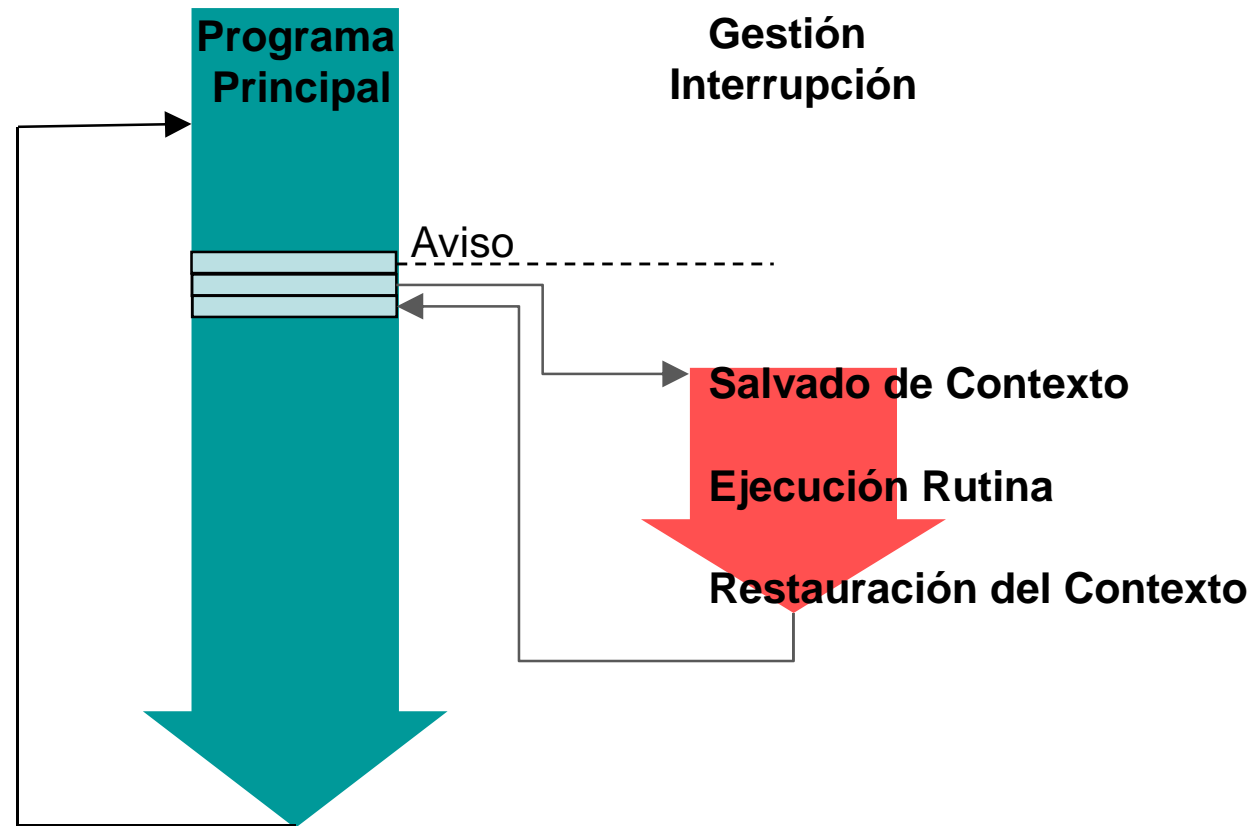 Programa
Principal
Gestión
Interrupción
Aviso
Salvado de Contexto
Ejecución Rutina
Restauración del Contexto